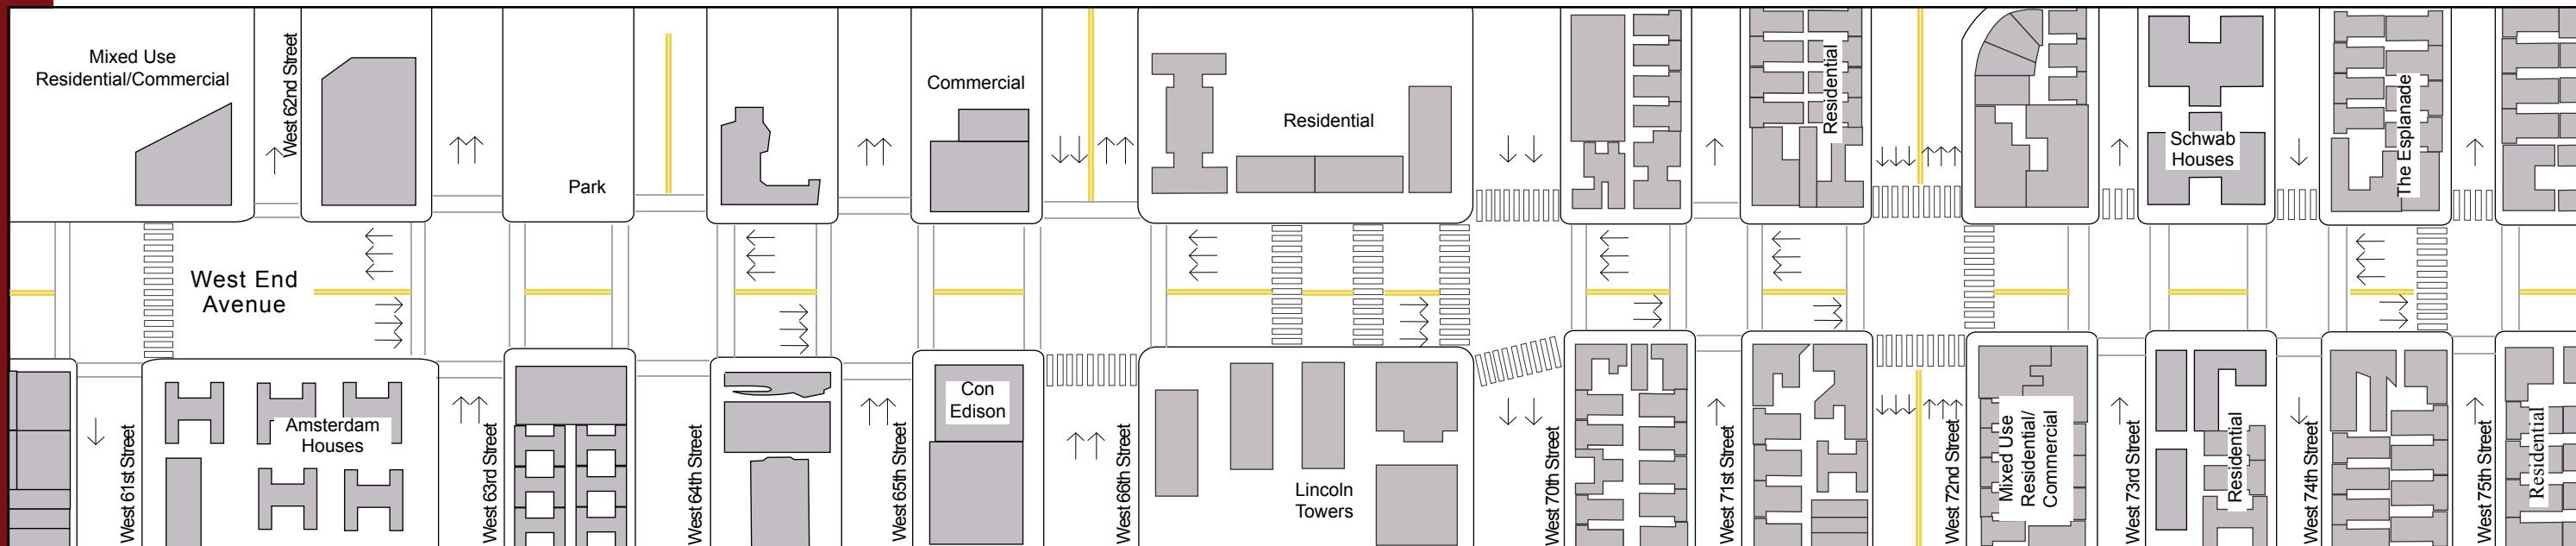 Mixed Use
Residential/Commercial
West 62nd Street
Park
Commercial
Residential
Residential
Schwab
Houses
The Esplanade
West End
Avenue
West 61st Street
Amsterdam
Houses
West 63rd Street
West 64th Street
West 65th Street
Con
Edison
West 66th Street
Lincoln
Towers
West 70th Street
West 71st Street
West 72nd Street
Mixed Use
Residential/
Commercial
West 73rd Street
Residential
West 74th Street
West 75th Street
Residential